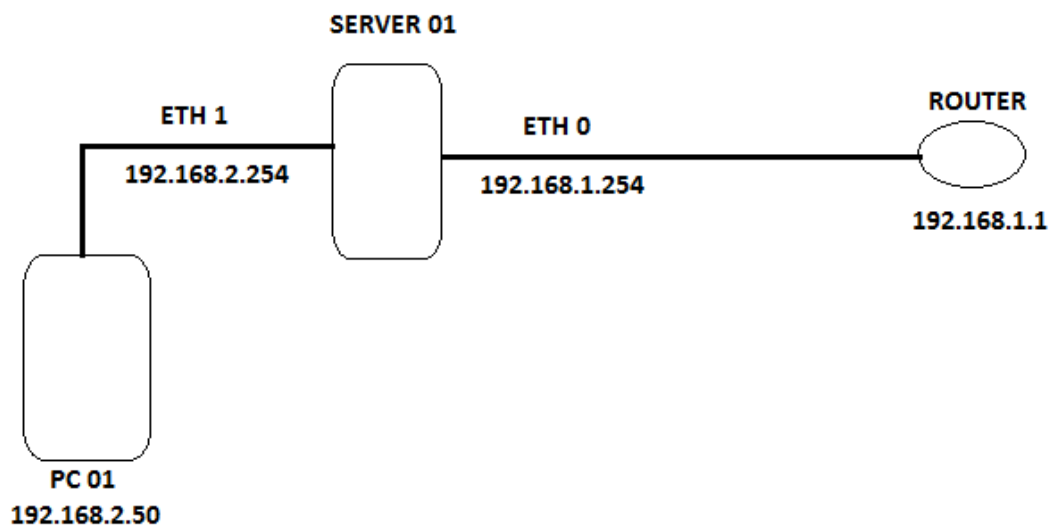 SERVER 01
ROUTER
ETH 1
ETH 0
192.168.2.254
192.168.1.254
192.168.1.1
PC 01
192.168.2.50